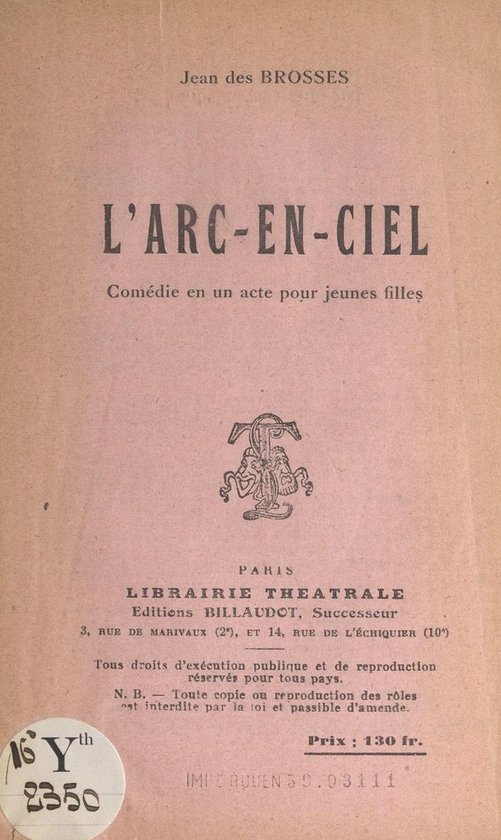 Jean des BROSSES
L'ARC-EN-CIEL
Comédie en un acte pour jeunes filles
PARIS
LIBRAIRIE THEATRALE
Editions BILLAUDOT, Successeur
3, RUE DE MARIVAUX (2e), ET 14, RUE DE L'ÉCHIQUIER (10e)
Tous droits d'exécution publique et de reproduction
réservés pour tous pays.
N. B. — Toute copie ou reproduction des rôles
est interdite par la loi et passible d'amende.
Prix : 130 fr.
16 Yth
2350